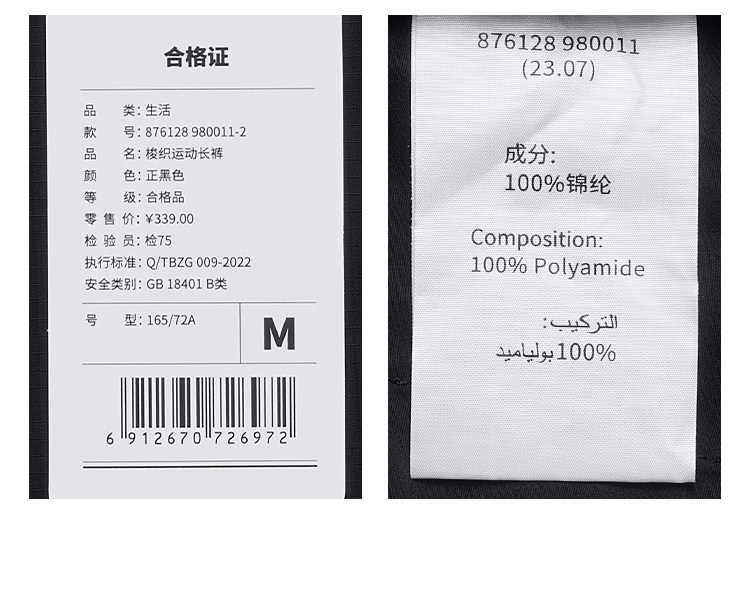 合格证
品 类: 生活
款 号: 876128 980011-2
品 名: 梭织运动长裤
颜 色: 正黑色
等 级: 合格品
零 售 价: ¥339.00
检 验 员: 检75
执行标准: Q/TBZG 009-2022
安全类别: GB 18401 B类
号 型: 165/72A
M
6 912670 726972
876128 980011
(23.07)
成分:
100%锦纶
Composition:
100% Polyamide
التركيب:
100%بولياميد